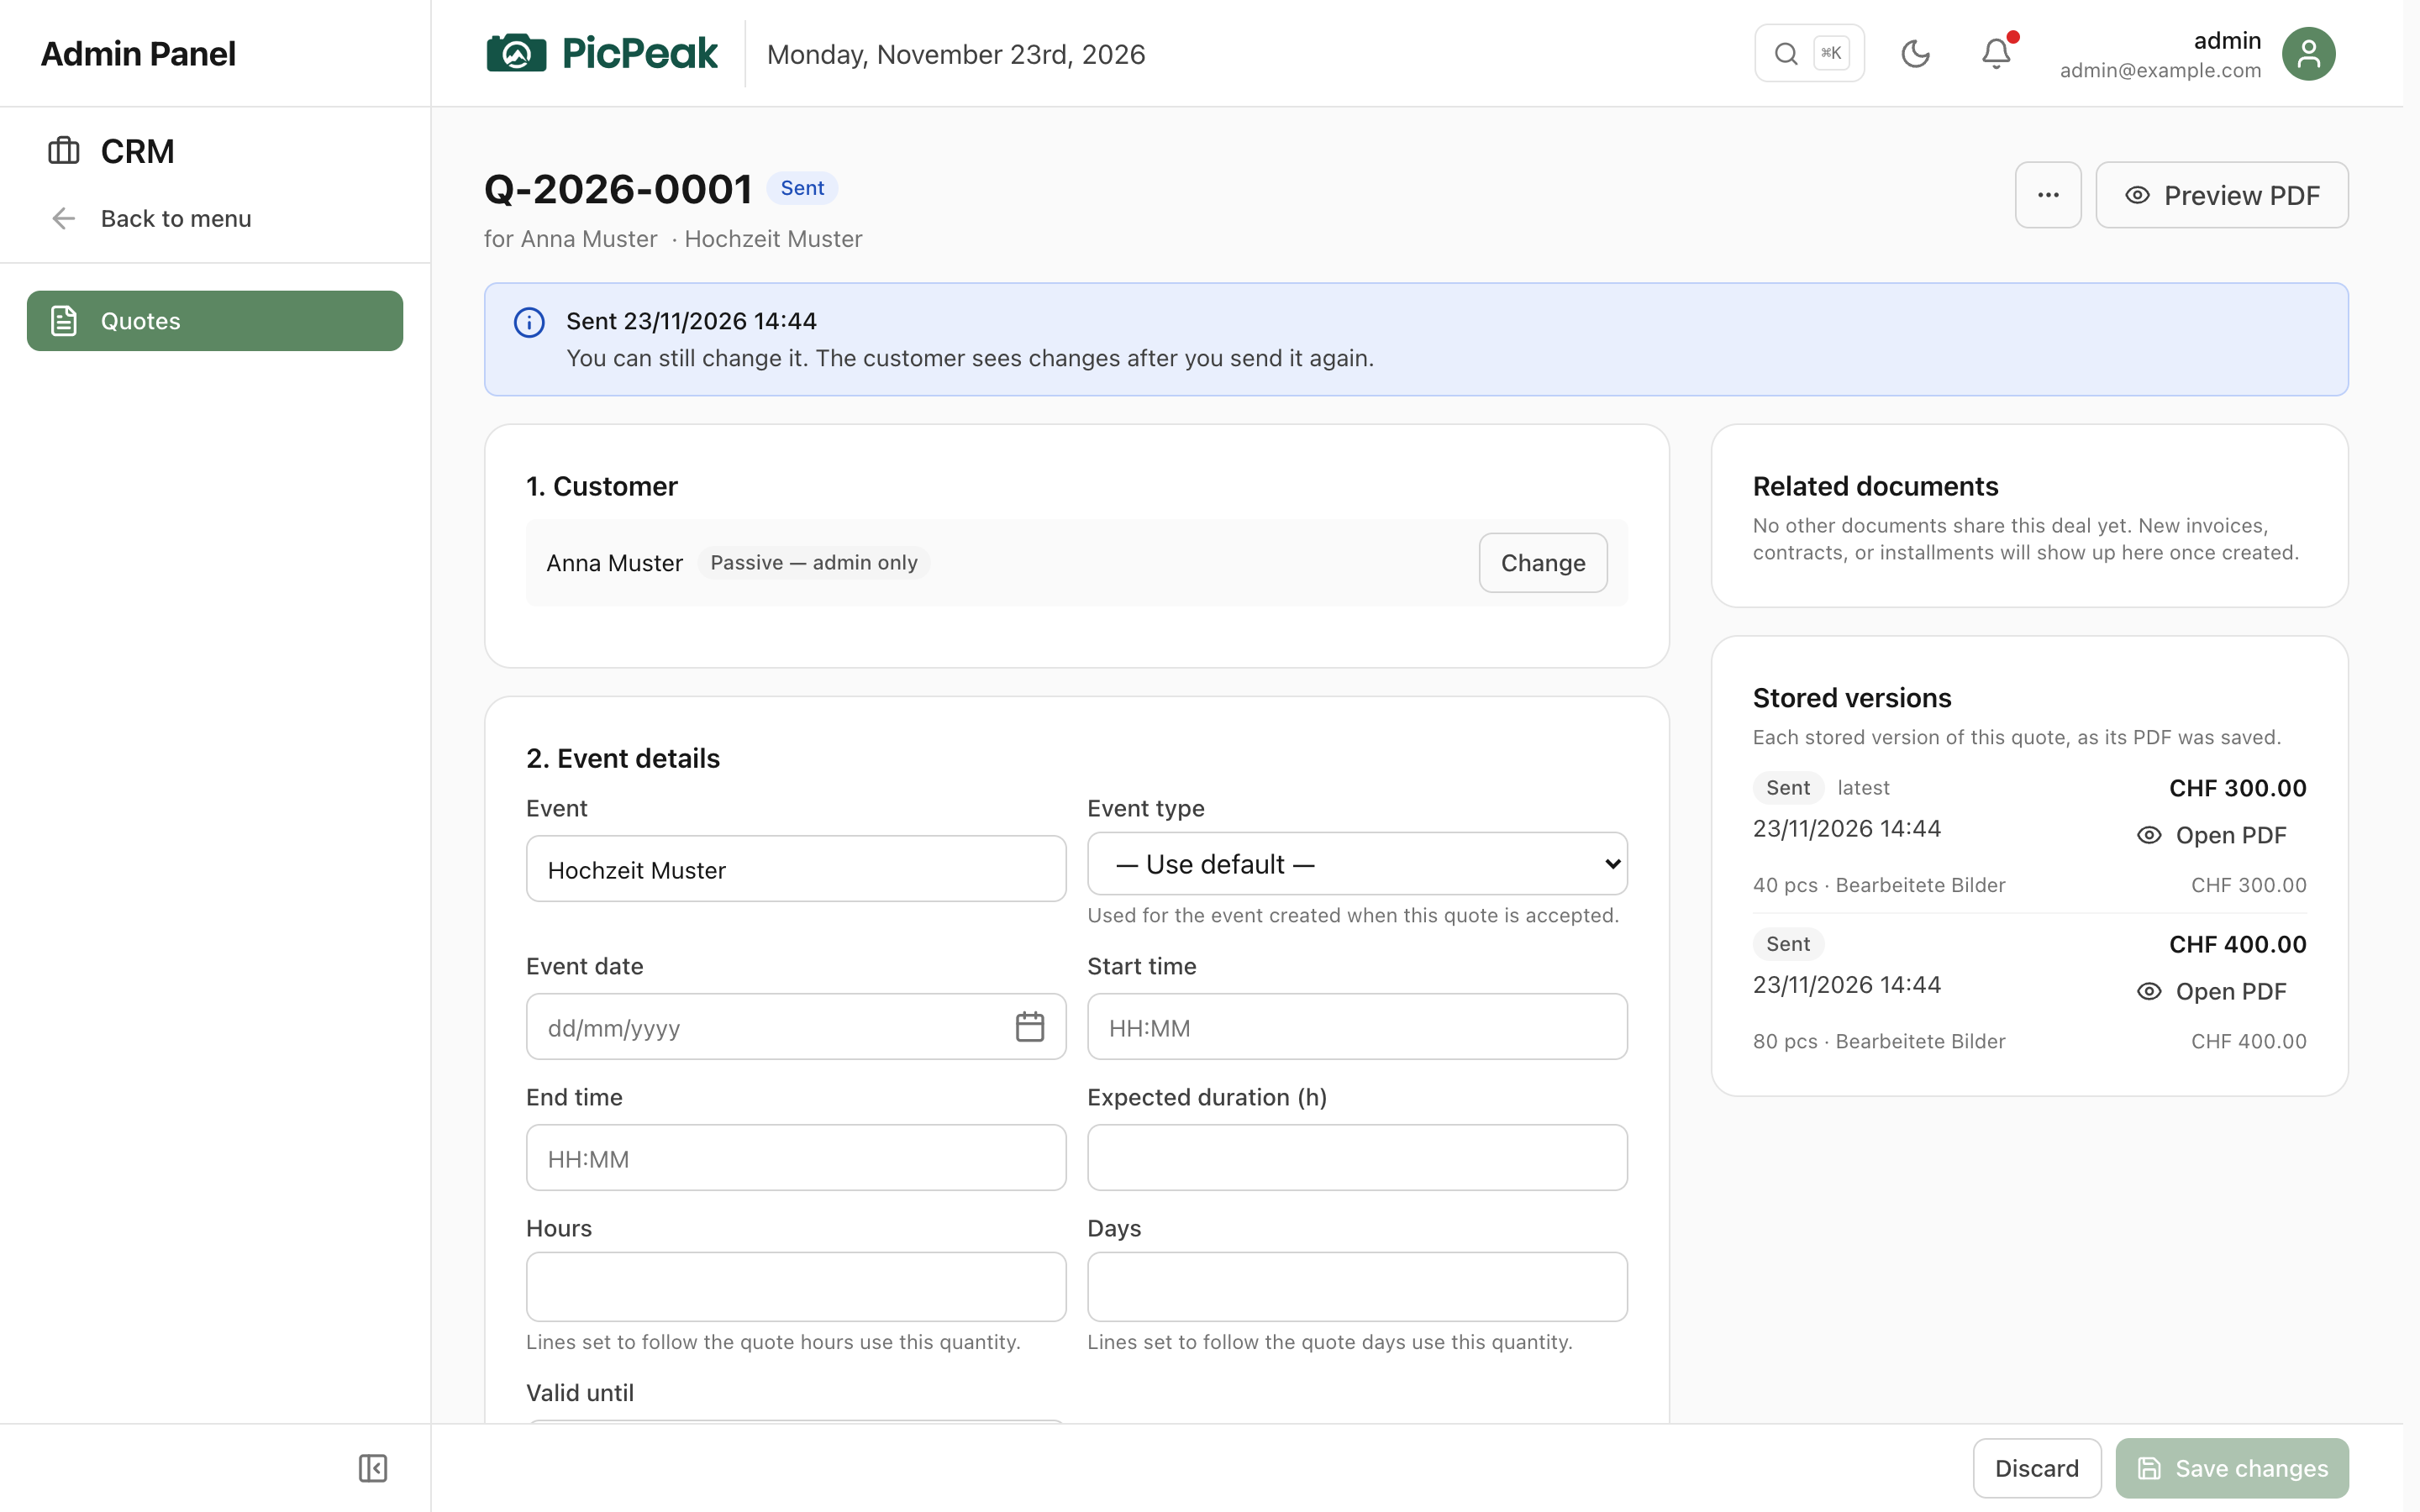 Admin Panel
PicPeak
Monday, November 23rd, 2026
⌘K
admin
admin@example.com
CRM
Back to menu
Quotes
Q-2026-0001
Sent
for Anna Muster · Hochzeit Muster
Preview PDF
Sent 23/11/2026 14:44
You can still change it. The customer sees changes after you send it again.
1. Customer
Anna Muster
Passive — admin only
Change
2. Event details
Event
Hochzeit Muster
Event type
— Use default —
Used for the event created when this quote is accepted.
Event date
dd/mm/yyyy
Start time
HH:MM
End time
HH:MM
Expected duration (h)
Hours
Lines set to follow the quote hours use this quantity.
Days
Lines set to follow the quote days use this quantity.
Valid until
Related documents
No other documents share this deal yet. New invoices,
contracts, or installments will show up here once created.
Stored versions
Each stored version of this quote, as its PDF was saved.
Sent latest CHF 300.00
23/11/2026 14:44 Open PDF
40 pcs · Bearbeitete Bilder CHF 300.00
Sent CHF 400.00
23/11/2026 14:44 Open PDF
80 pcs · Bearbeitete Bilder CHF 400.00
Discard
Save changes